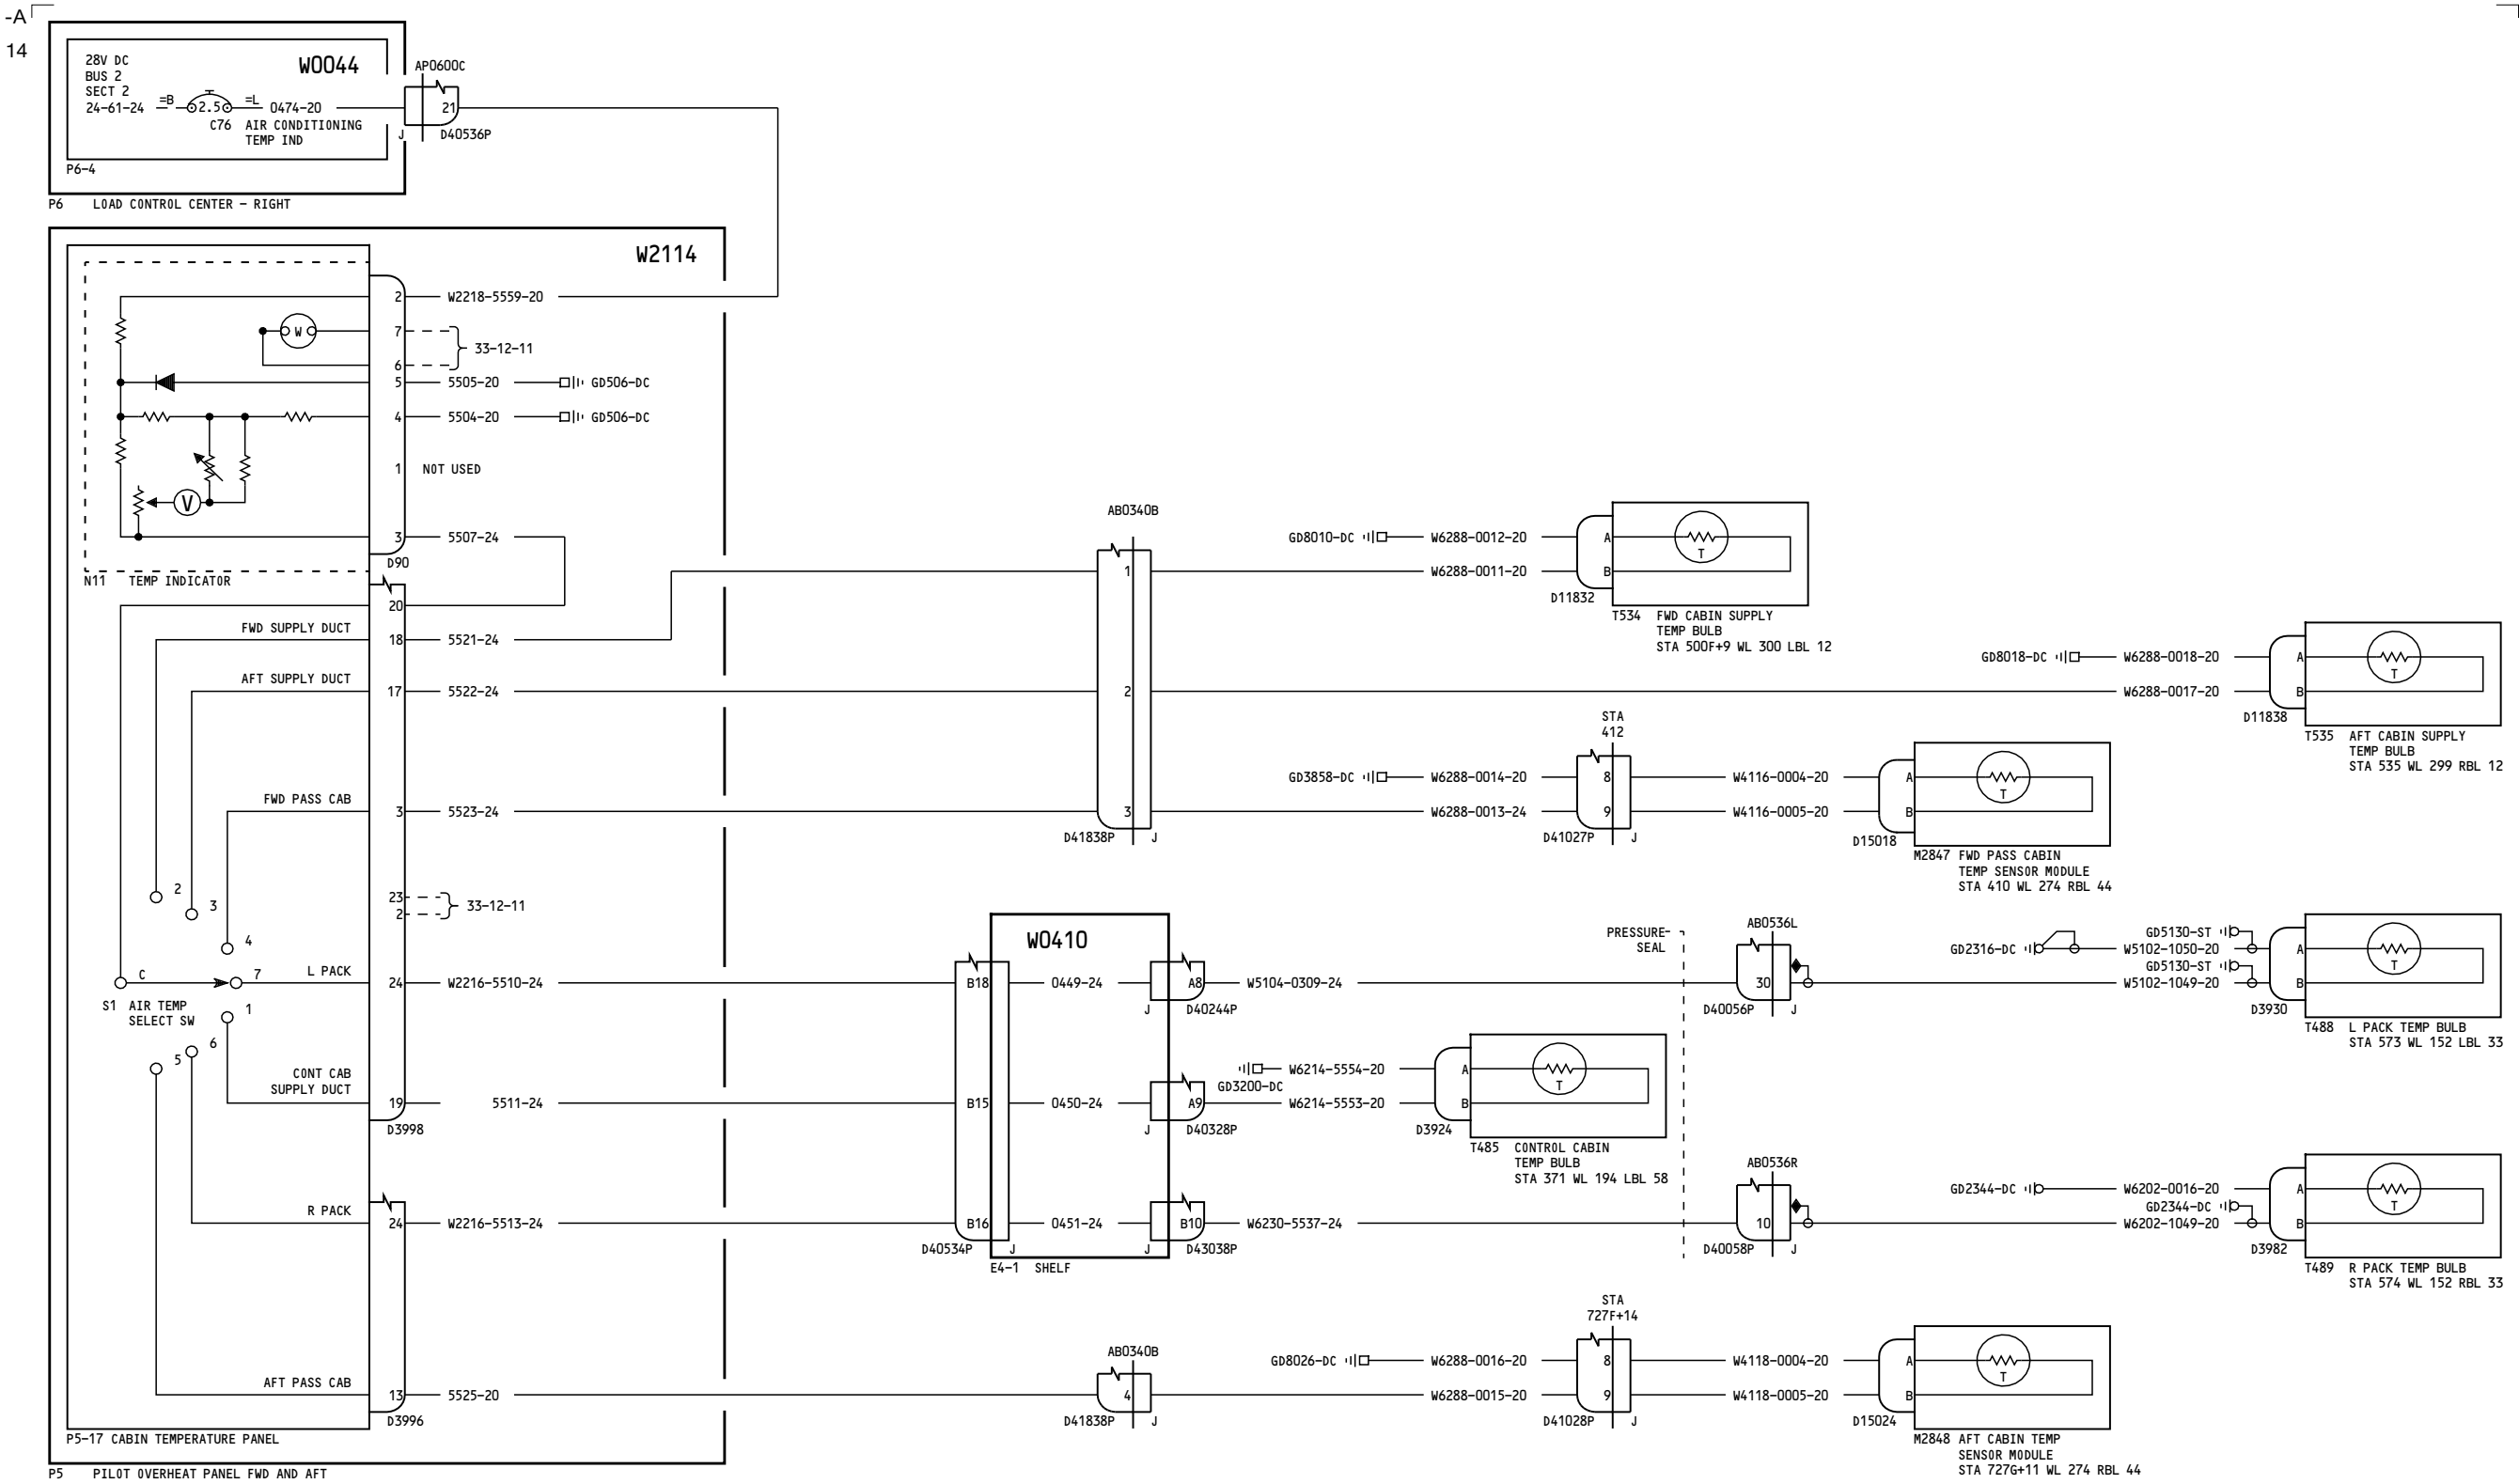 -A
14
28V DC
BUS 2
SECT 2
24-61-24 =B 2.5 =L 0474-20
C76 AIR CONDITIONING
TEMP IND
W0044
AP0600C
21
J D40536P
P6-4
P6 LOAD CONTROL CENTER - RIGHT
W2114
2 W2218-5559-20
W 7
33-12-11
6
5 5505-20 GD506-DC
4 5504-20 GD506-DC
1 NOT USED
V
3 5507-24
D90
N11 TEMP INDICATOR
20
FWD SUPPLY DUCT 18 5521-24
AFT SUPPLY DUCT 17 5522-24
FWD PASS CAB 3 5523-24
23
2
33-12-11
2
3
4
C 7 L PACK 24 W2216-5510-24
S1 AIR TEMP
SELECT SW
1
6
5
CONT CAB
SUPPLY DUCT 19 5511-24
D3998
R PACK 24 W2216-5513-24
AFT PASS CAB 13 5525-20
D3996
P5-17 CABIN TEMPERATURE PANEL
P5 PILOT OVERHEAT PANEL FWD AND AFT
AB0340B
1
2
3
D41838P J
GD8010-DC W6288-0012-20 A
W6288-0011-20 B
T
D11832
T534 FWD CABIN SUPPLY
TEMP BULB
STA 500F+9 WL 300 LBL 12
GD8018-DC W6288-0018-20 A
W6288-0017-20 B
T
D11838
T535 AFT CABIN SUPPLY
TEMP BULB
STA 535 WL 299 RBL 12
STA
412
GD3858-DC W6288-0014-20 8 W4116-0004-20 A
W6288-0013-24 9 W4116-0005-20 B
T
D41027P J
D15018
M2847 FWD PASS CABIN
TEMP SENSOR MODULE
STA 410 WL 274 RBL 44
W0410
B18 0449-24 A8 W5104-0309-24
J D40244P
B15 0450-24 A9 W6214-5553-20 B
J D40328P
GD3200-DC W6214-5554-20 A
T
D3924
T485 CONTROL CABIN
TEMP BULB
STA 371 WL 194 LBL 58
B16 0451-24 B10 W6230-5537-24
D40534P J J D43038P
E4-1 SHELF
PRESSURE-
SEAL
AB0536L
30
D40056P J
GD5130-ST
GD2316-DC W5102-1050-20 A
GD5130-ST
W5102-1049-20 B
T
D3930
T488 L PACK TEMP BULB
STA 573 WL 152 LBL 33
AB0536R
10
D40058P J
GD2344-DC W6202-0016-20 A
GD2344-DC
W6202-1049-20 B
T
D3982
T489 R PACK TEMP BULB
STA 574 WL 152 RBL 33
AB0340B
4
D41838P J
STA
727F+14
GD8026-DC W6288-0016-20 8 W4118-0004-20 A
W6288-0015-20 9 W4118-0005-20 B
T
D41028P J
D15024
M2848 AFT CABIN TEMP
SENSOR MODULE
STA 727G+11 WL 274 RBL 44